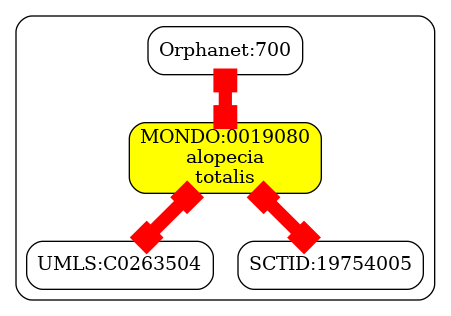 Orphanet:700
MONDO:0019080
alopecia
totalis
UMLS:C0263504
SCTID:19754005